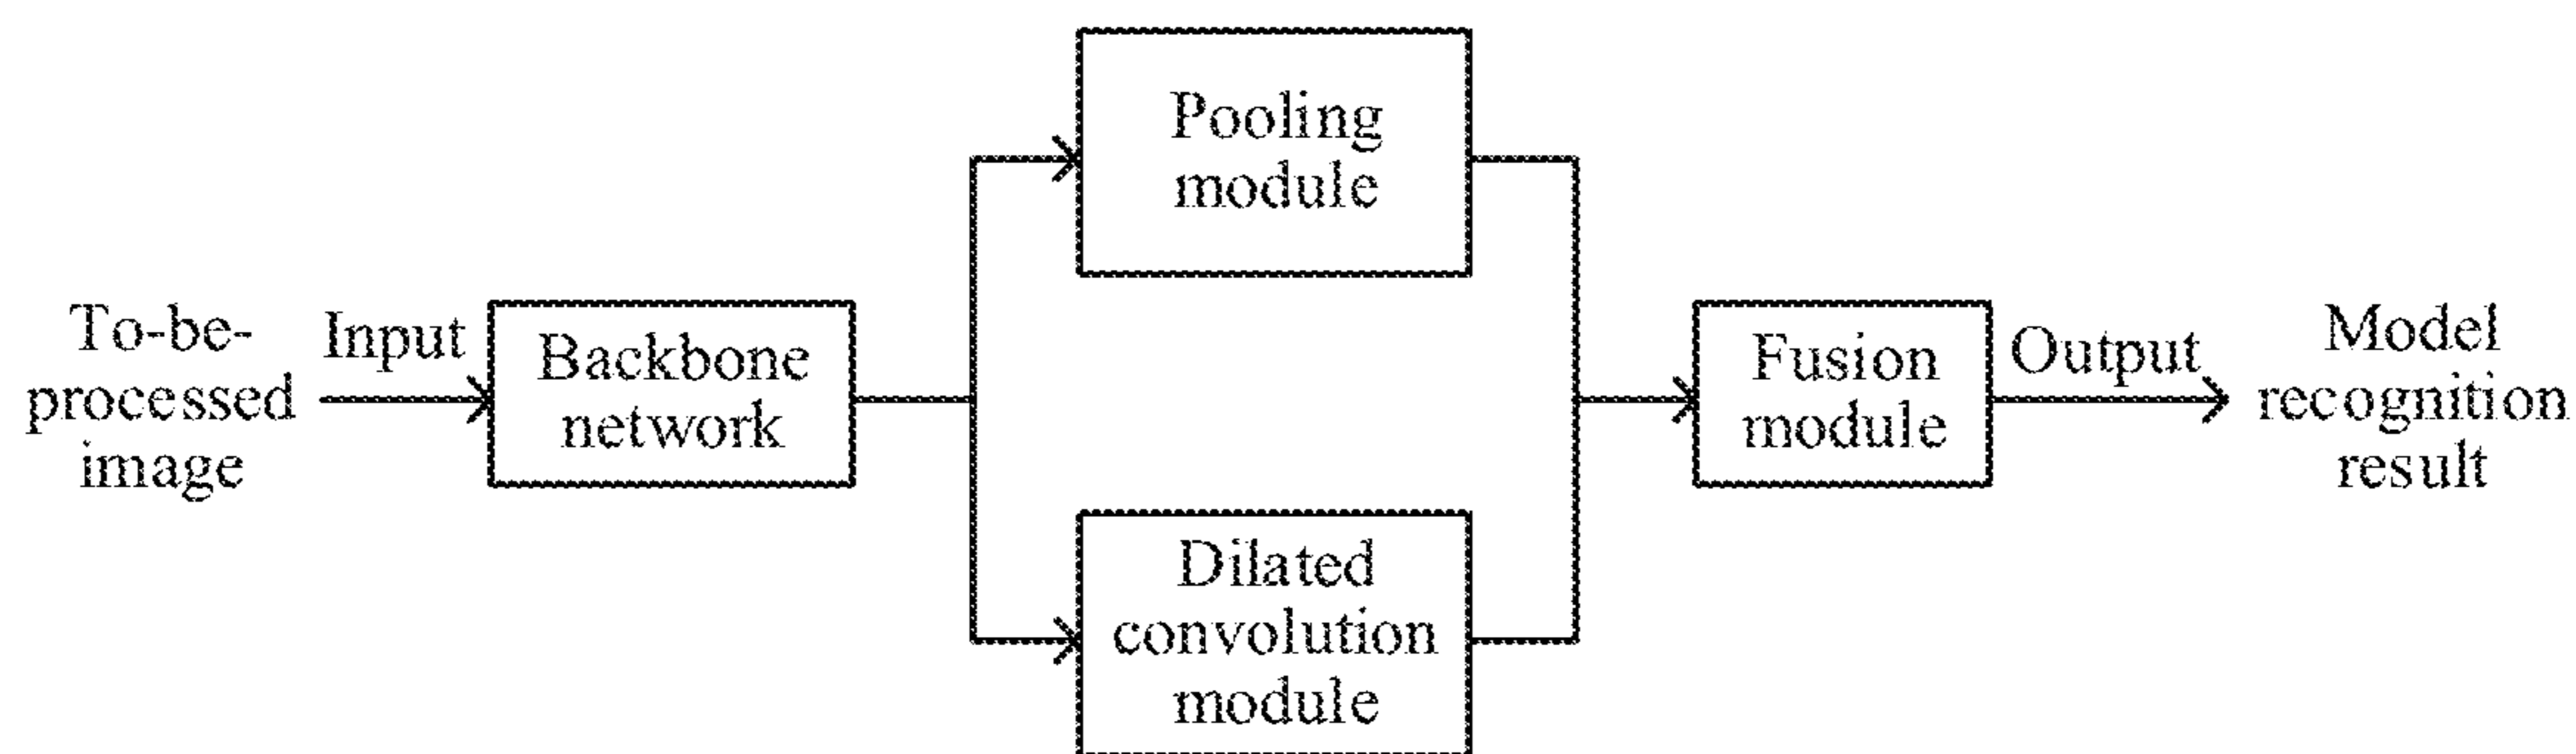 To-be-
processed
image
Input
Backbone
network
Pooling
module
Dilated
convolution
module
Fusion
module
Output
Model
recognition
result